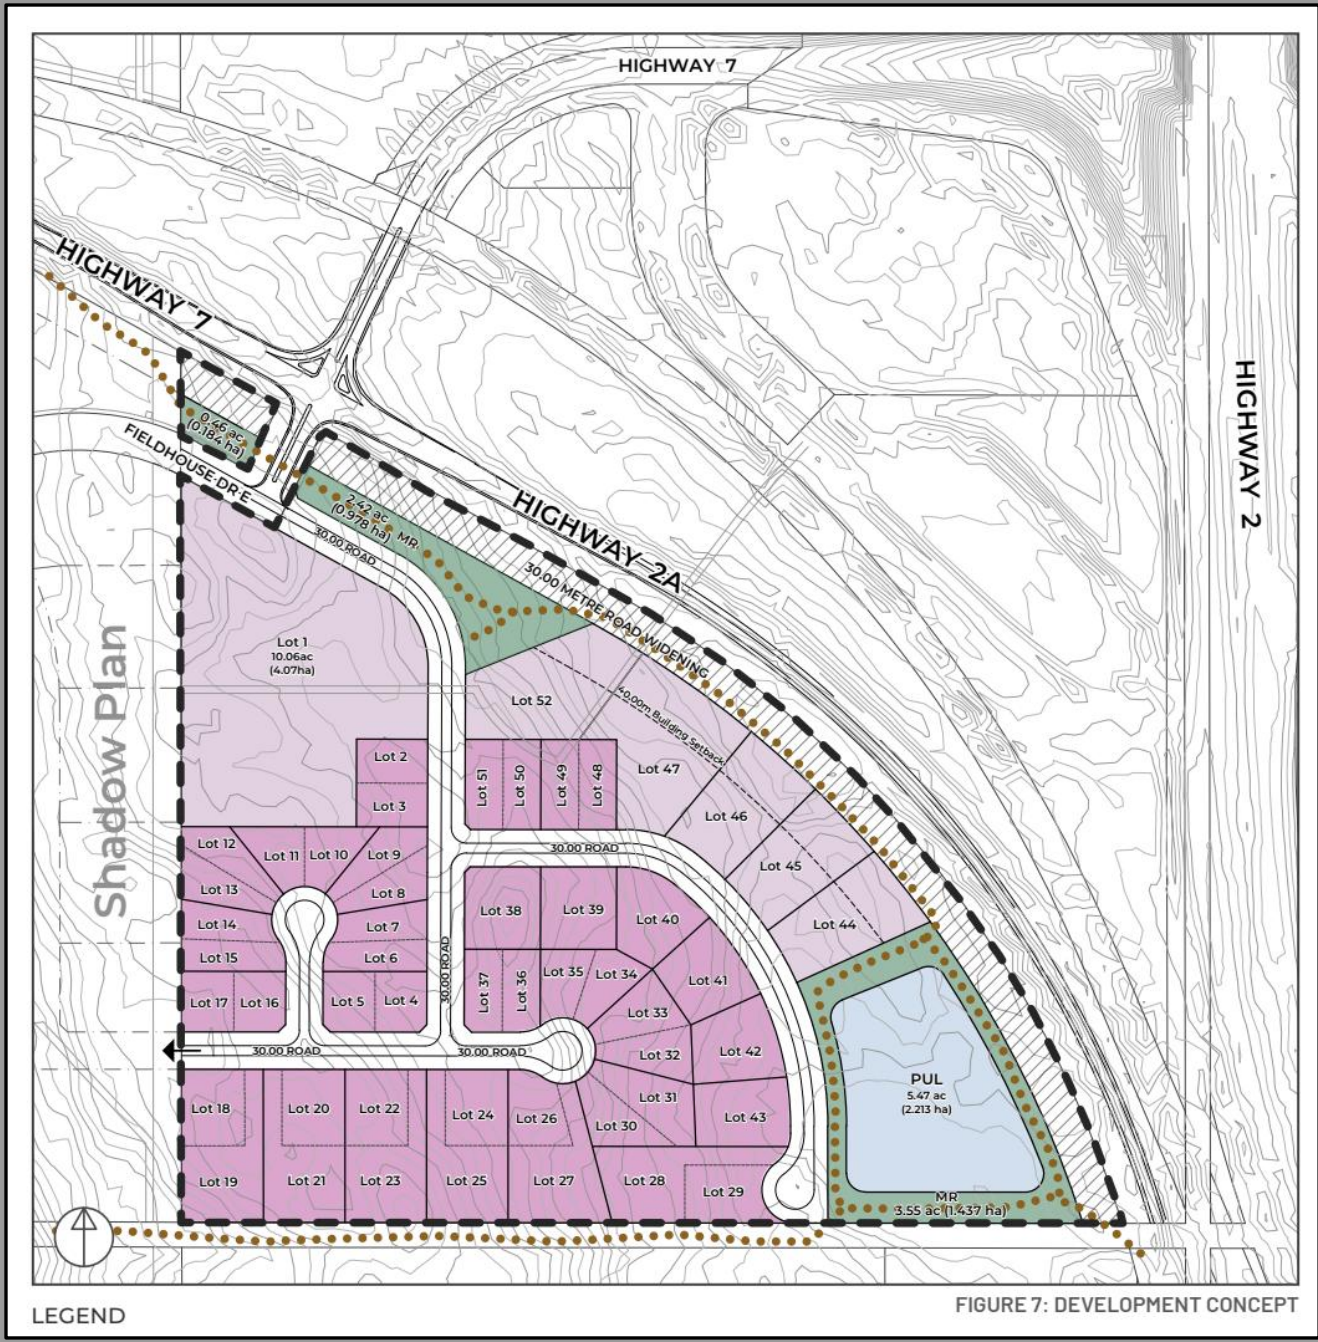 HIGHWAY 7
HIGHWAY 7
HIGHWAY 2
0.46 ac
(0.184 ha)
FIELDHOUSE DR E
2.42 ac
(0.978 ha)
MR
30.00 ROAD
HIGHWAY 2A
30.00 METRE ROAD WIDENING
Shadow Plan
Lot 1
10.06ac
(4.07ha)
Lot 52
40.00m Building Setback
Lot 2
Lot 3
Lot 51
Lot 50
Lot 49
Lot 48
Lot 47
Lot 46
Lot 45
Lot 44
30.00 ROAD
Lot 12
Lot 11
Lot 10
Lot 9
Lot 13
Lot 8
Lot 14
Lot 7
Lot 15
Lot 6
Lot 17
Lot 16
Lot 5
Lot 4
30.00 ROAD
Lot 38
Lot 39
Lot 40
Lot 37
Lot 36
Lot 35
Lot 34
Lot 41
Lot 33
Lot 32
Lot 42
Lot 31
Lot 43
Lot 30
30.00 ROAD
30.00 ROAD
Lot 18
Lot 20
Lot 22
Lot 24
Lot 26
Lot 19
Lot 21
Lot 23
Lot 25
Lot 27
Lot 28
Lot 29
PUL
5.47 ac
(2.213 ha)
MR
3.55 ac (1.437 ha)
LEGEND
FIGURE 7: DEVELOPMENT CONCEPT